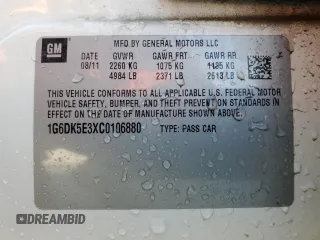 GM
MFD BY GENERAL MOTORS LLC
DATE GVWR GAWR FRT GAWR RR
08/11 2260 KG 1075 KG 1185 KG
4984 LB 2371 LB 2613 LB
THIS VEHICLE CONFORMS TO ALL APPLICABLE U.S. FEDERAL MOTOR
VEHICLE SAFETY, BUMPER, AND THEFT PREVENTION STANDARDS
IN EFFECT ON THE DATE OF MANUFACTURE SHOWN ABOVE.
1G6DK5E3XC0106880 TYPE: PASS CAR
DREAMBID